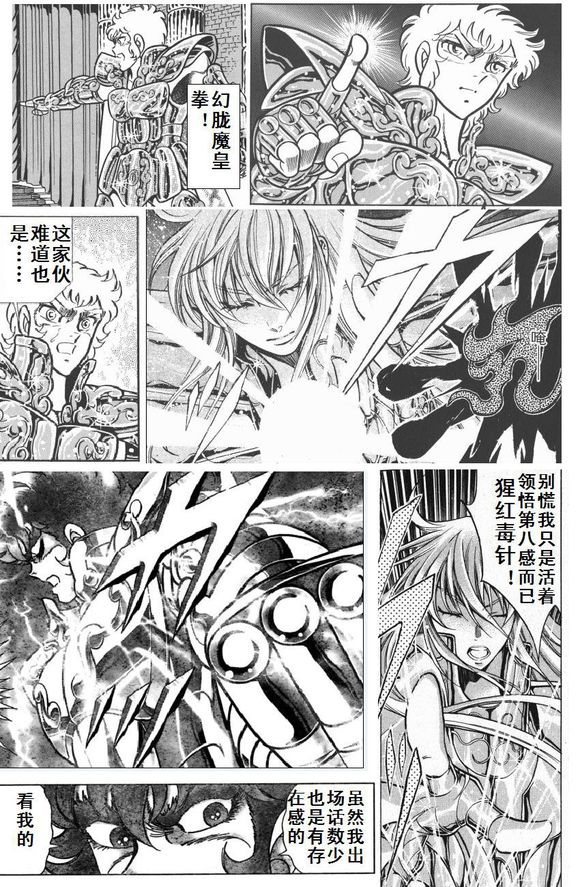 幻胧魔皇
拳！
这家伙
难道也
是……
唵
别慌我只是活着
领悟第八感而已
猩红毒针！
虽然我出
场话数少
也是有存
在感的
看我的